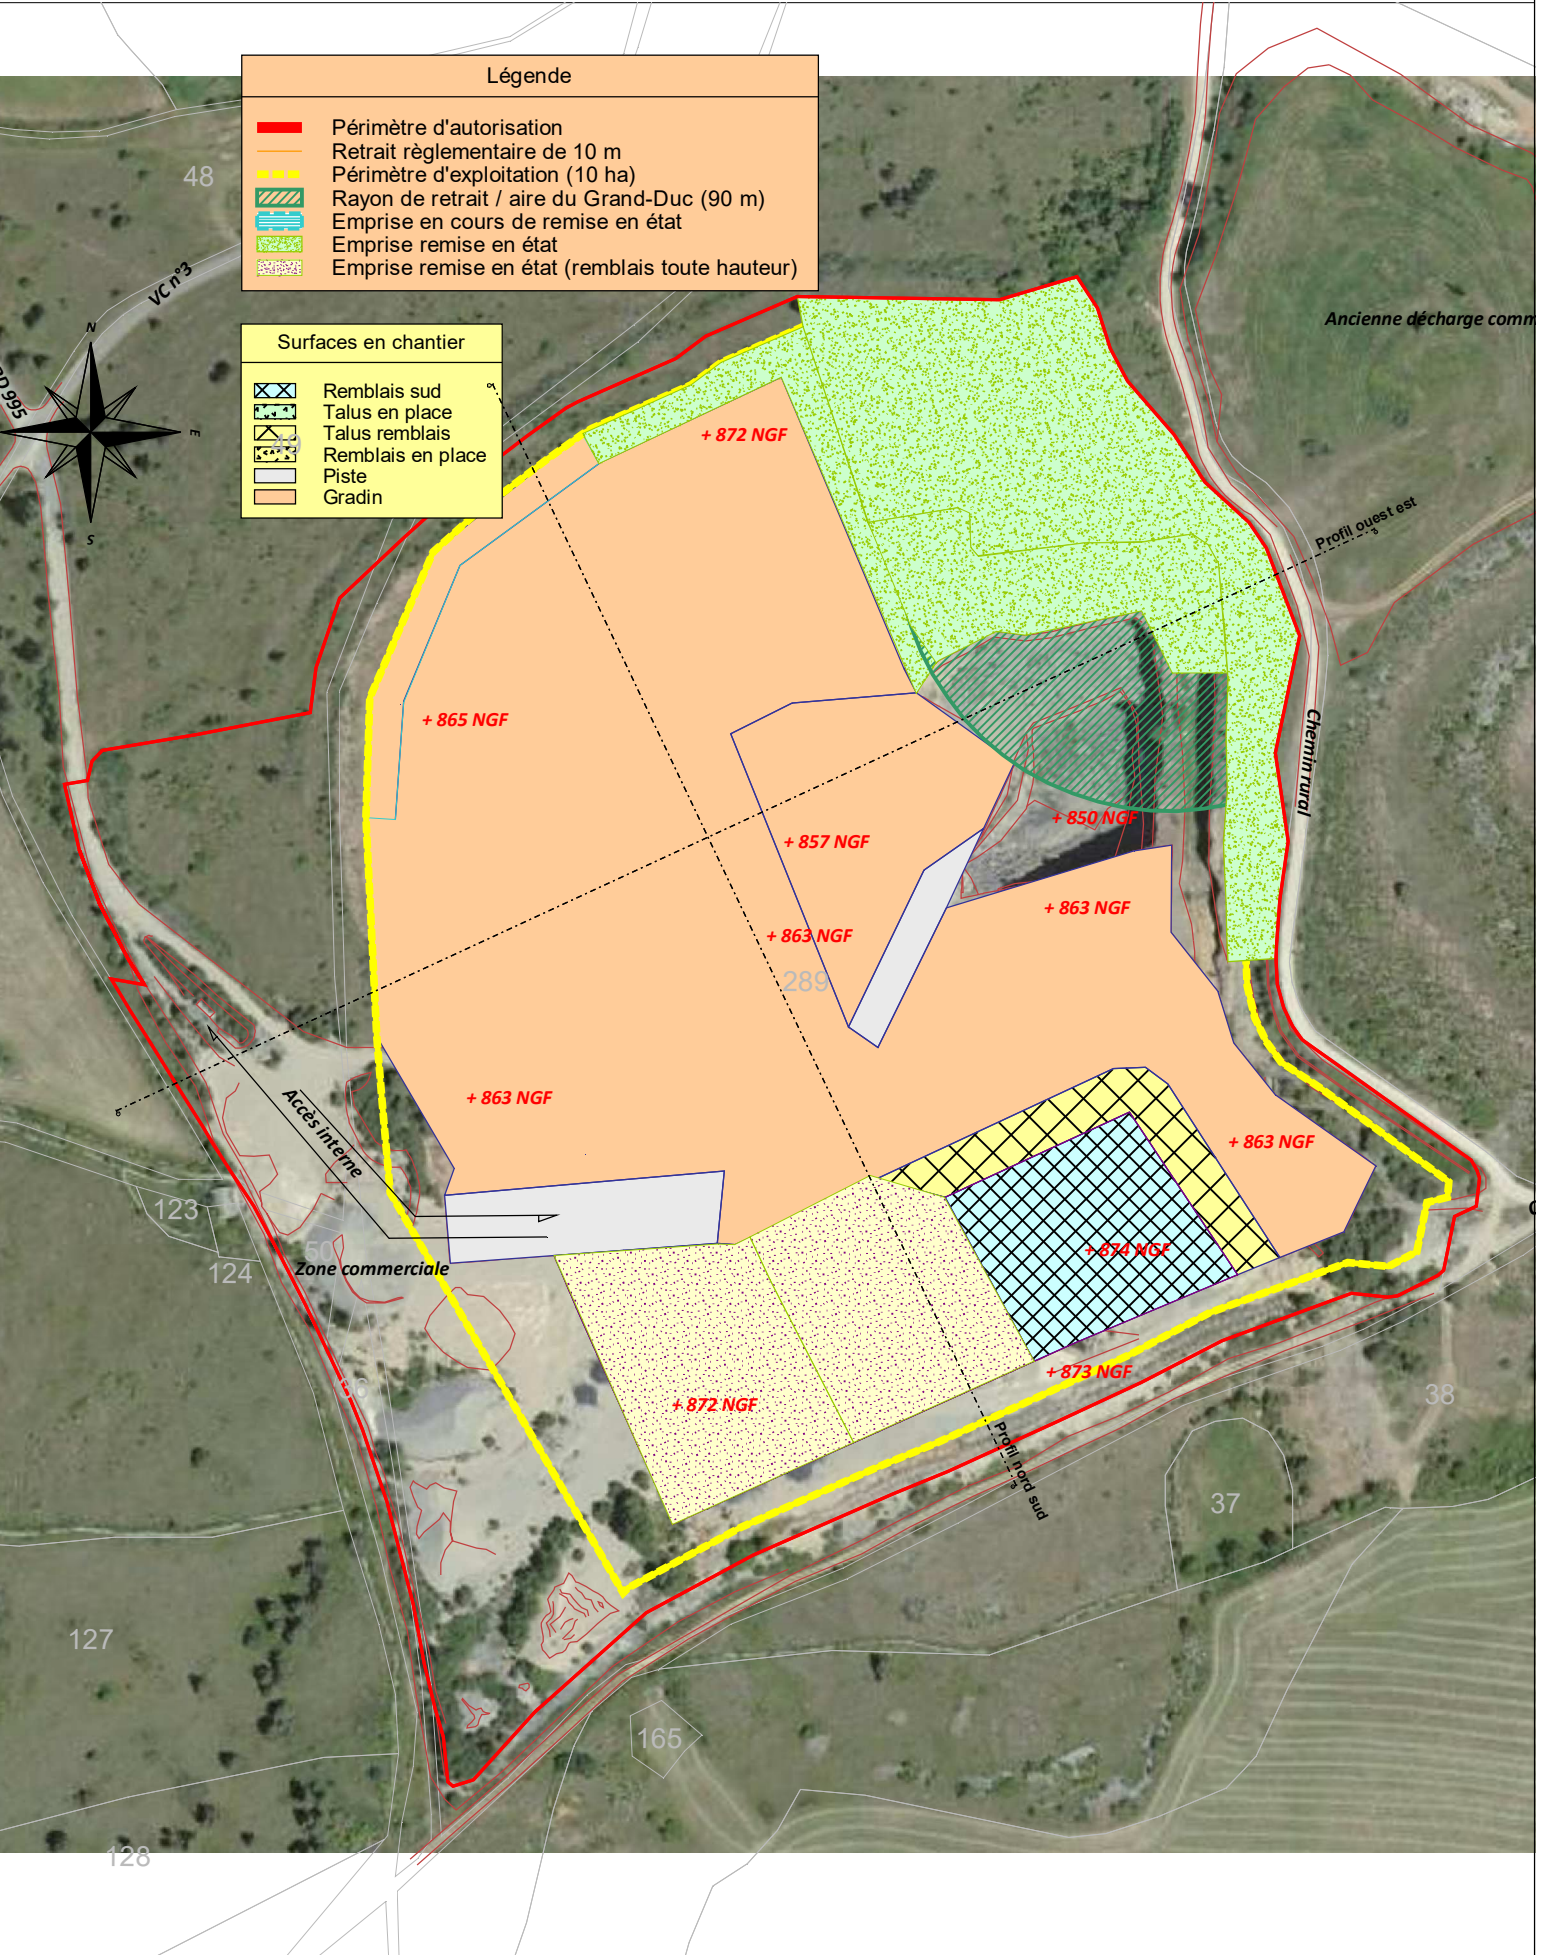 Légende
Périmètre d'autorisation
Retrait règlementaire de 10 m
Périmètre d'exploitation (10 ha)
Rayon de retrait / aire du Grand-Duc (90 m)
Emprise en cours de remise en état
Emprise remise en état
Emprise remise en état (remblais toute hauteur)
48
VC n°3
Ancienne décharge comm
Surfaces en chantier
Remblais sud
Talus en place
Talus remblais
Remblais en place
Piste
Gradin
N
E
S
RD 995
49
+ 872 NGF
Profil ouest est
+ 865 NGF
Chemin rural
+ 850 NGF
+ 857 NGF
+ 863 NGF
+ 863 NGF
289
+ 863 NGF
Accès interne
+ 863 NGF
123
50
124
Zone commerciale
+ 874 NGF
+ 873 NGF
+ 872 NGF
38
Profil nord sud
37
127
165
128